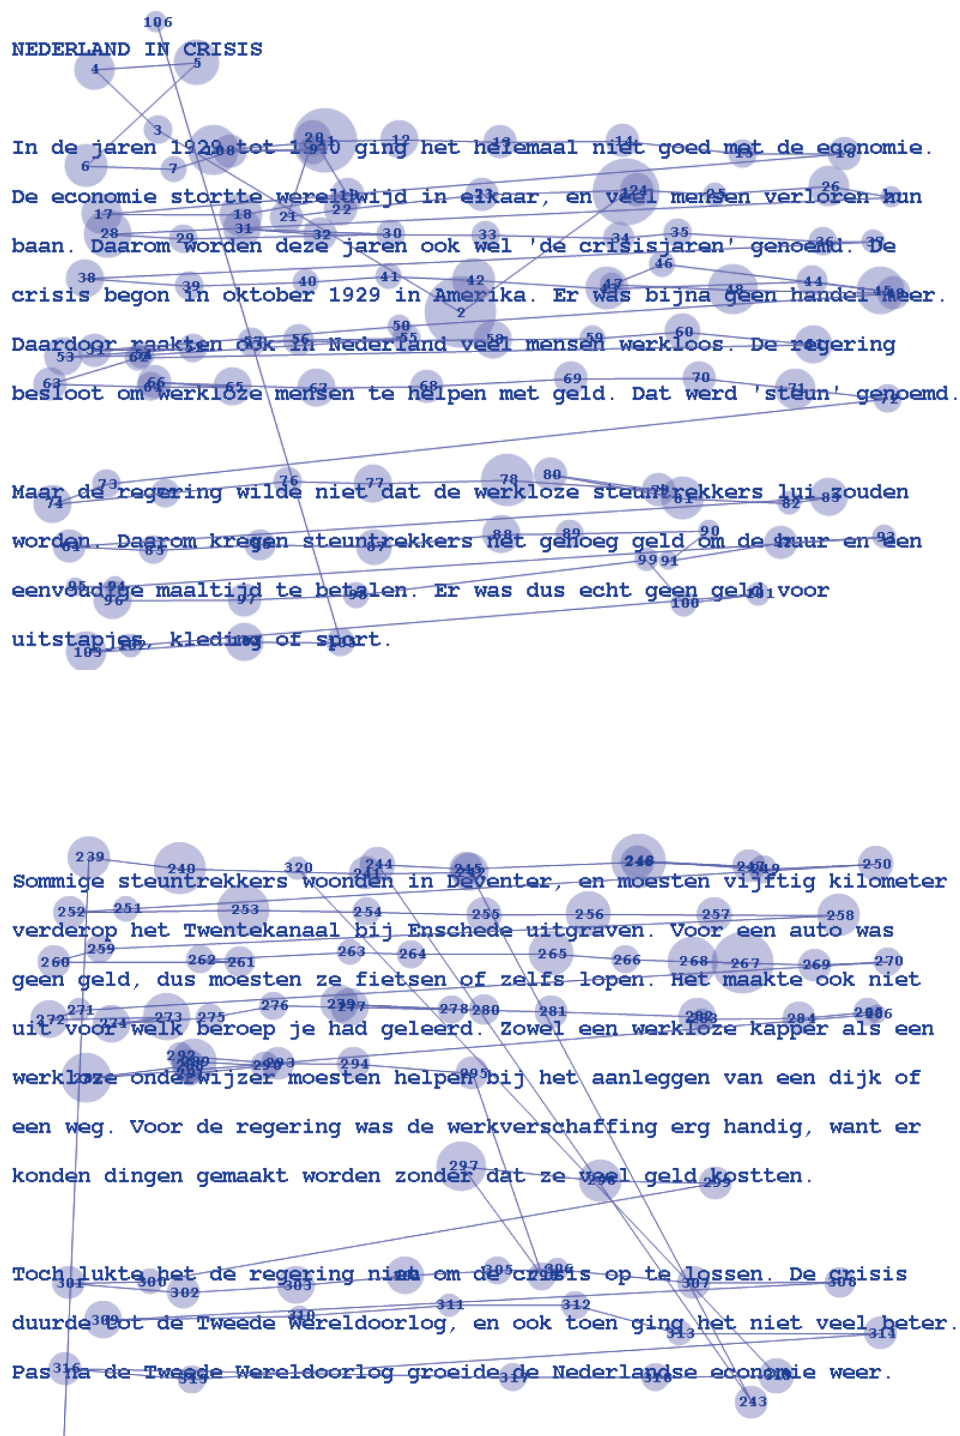 NEDERLAND IN CRISIS
In de jaren 1929 tot 1940 ging het helemaal niet goed met de economie.
De economie stortte wereldwijd in elkaar, en veel mensen verloren hun
baan. Daarom worden deze jaren ook wel 'de crisisjaren' genoemd. De
crisis begon in oktober 1929 in Amerika. Er was bijna geen handel meer.
Daardoor raakten ook in Nederland veel mensen werkloos. De regering
besloot om werkloze mensen te helpen met geld. Dat werd 'steun' genoemd.
Maar de regering wilde niet dat de werkloze steuntrekkers lui zouden
worden. Daarom kregen steuntrekkers net genoeg geld om de huur en een
eenvoudige maaltijd te betalen. Er was dus echt geen geld voor
uitstapjes, kleding of sport.
Sommige steuntrekkers woonden in Deventer, en moesten vijftig kilometer
verderop het Twentekanaal bij Enschede uitgraven. Voor een auto was
geen geld, dus moesten ze fietsen of zelfs lopen. Het maakte ook niet
uit voor welk beroep je had geleerd. Zowel een werkloze kapper als een
werkloze onderwijzer moesten helpen bij het aanleggen van een dijk of
een weg. Voor de regering was de werkverschaffing erg handig, want er
konden dingen gemaakt worden zonder dat ze veel geld kostten.
Toch lukte het de regering niet om de crisis op te lossen. De crisis
duurde tot de Tweede Wereldoorlog, en ook toen ging het niet veel beter.
Pas na de Tweede Wereldoorlog groeide de Nederlandse economie weer.